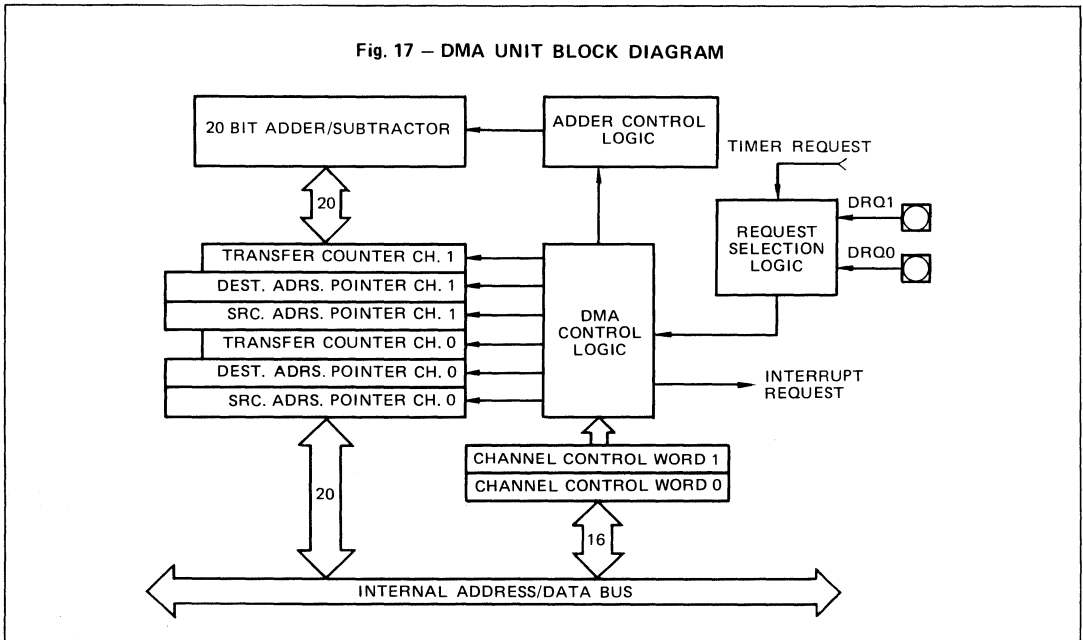 Fig. 17 – DMA UNIT BLOCK DIAGRAM
20 BIT ADDER/SUBTRACTOR
ADDER CONTROL
LOGIC
TIMER REQUEST
20
DRQ1
REQUEST
SELECTION
LOGIC
DRQ0
TRANSFER COUNTER CH. 1
DEST. ADRS. POINTER CH. 1
SRC. ADRS. POINTER CH. 1
TRANSFER COUNTER CH. 0
DEST. ADRS. POINTER CH. 0
SRC. ADRS. POINTER CH. 0
DMA
CONTROL
LOGIC
INTERRUPT
REQUEST
CHANNEL CONTROL WORD 1
CHANNEL CONTROL WORD 0
20
16
INTERNAL ADDRESS/DATA BUS